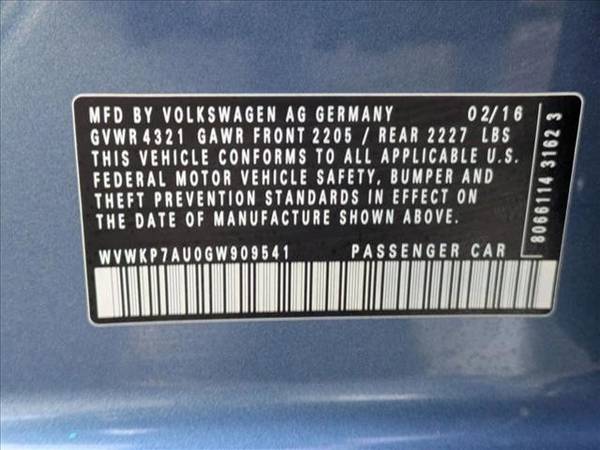 MFD BY VOLKSWAGEN AG GERMANY 02/16
GVWR 4321 GAWR FRONT 2205 / REAR 2227 LBS
THIS VEHICLE CONFORMS TO ALL APPLICABLE U.S.
FEDERAL MOTOR VEHICLE SAFETY, BUMPER AND
THEFT PREVENTION STANDARDS IN EFFECT ON
THE DATE OF MANUFACTURE SHOWN ABOVE.
WVWKP7AU0GW909541 PASSENGER CAR
8066114 3162 3